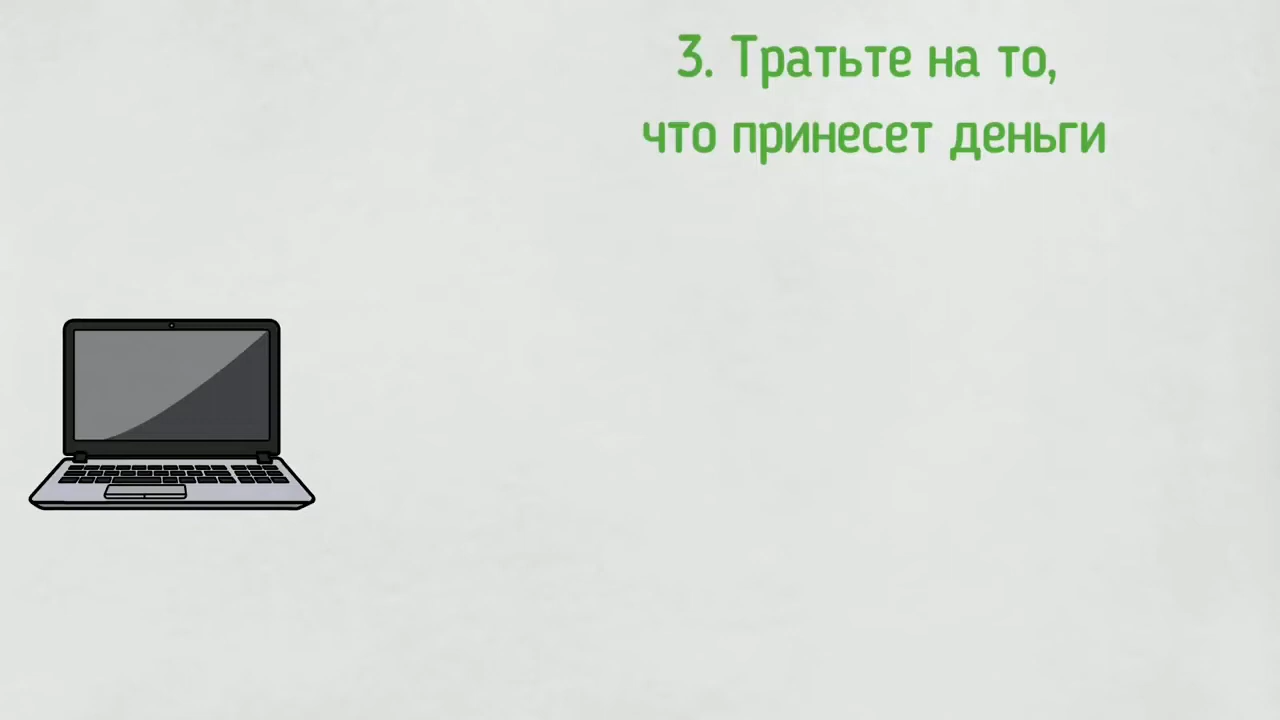 3. Тратьте на то,
что принесет деньги